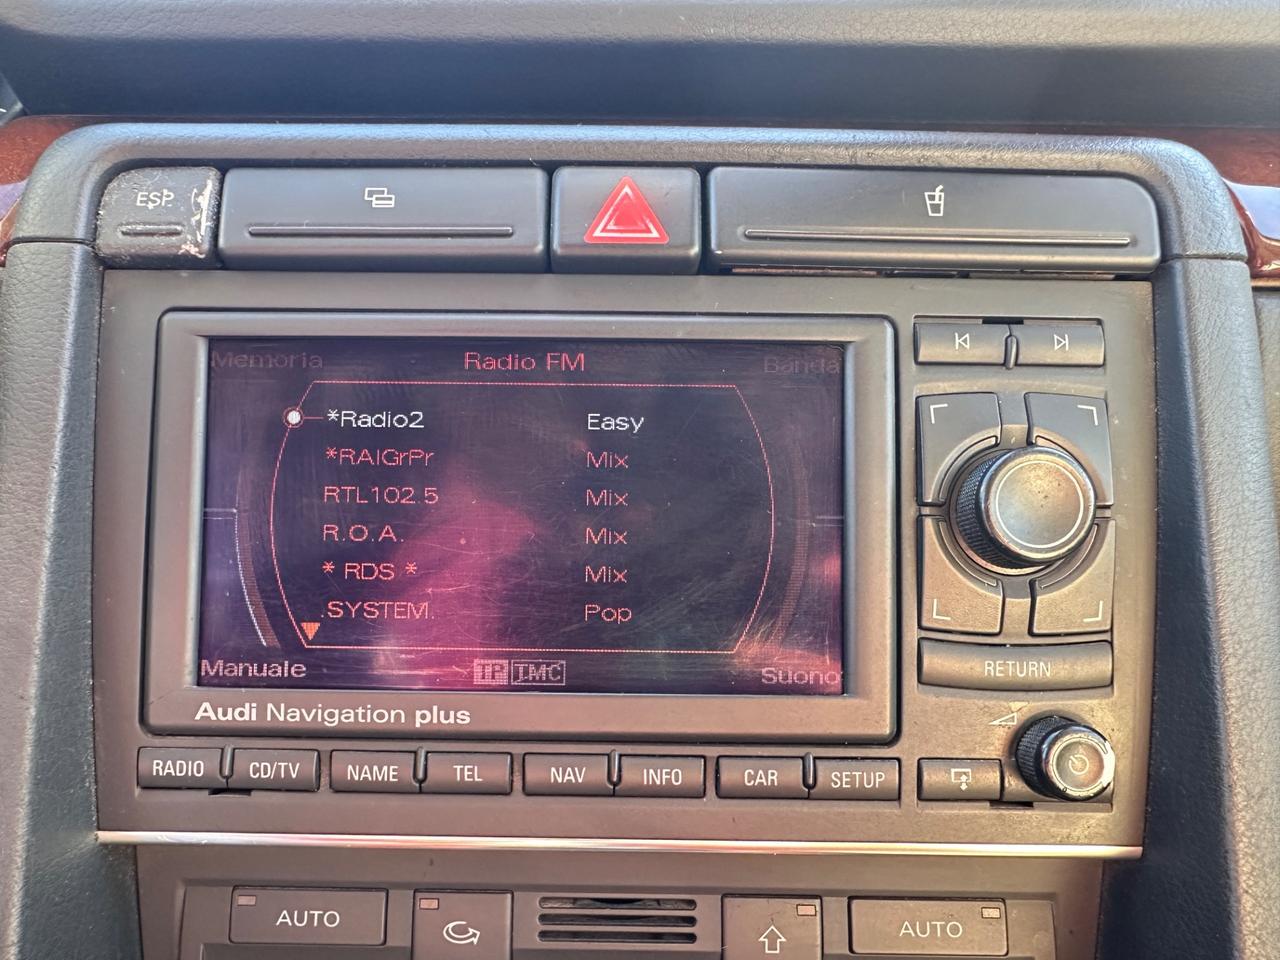 ESP
Memoria Radio FM Banda
*Radio2 Easy
*RAIGrPr Mix
RTL102.5 Mix
R.O.A. Mix
* RDS * Mix
.SYSTEM. Pop
Manuale TP TMC Suono
RETURN
Audi Navigation plus
RADIO CD/TV NAME TEL NAV INFO CAR SETUP
AUTO AUTO